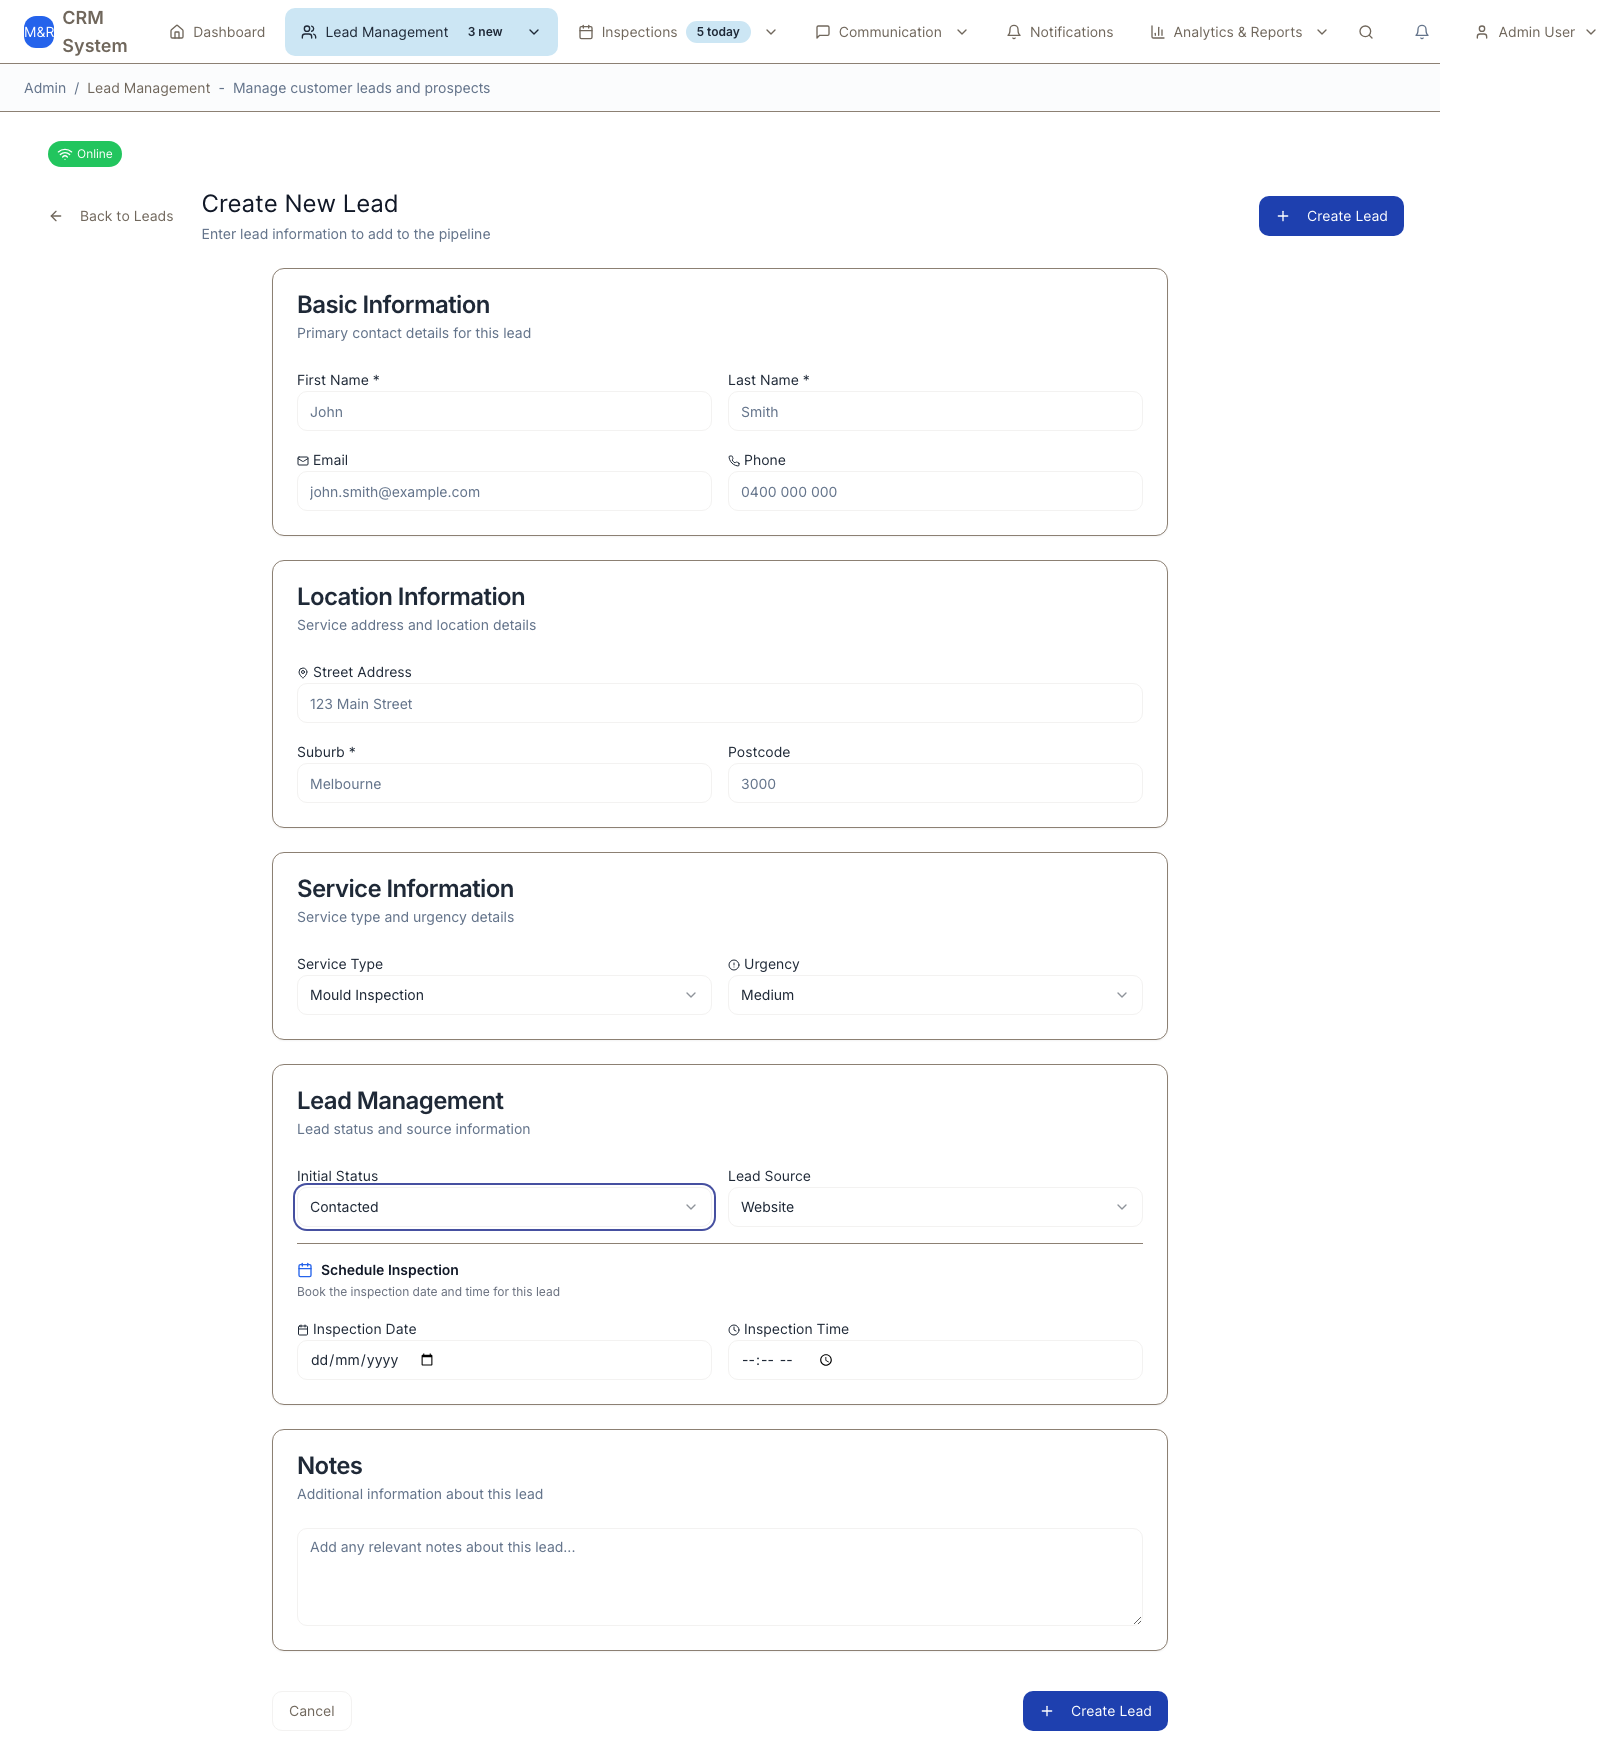 M&R
CRM
System
Dashboard
Lead Management 3 new
Inspections 5 today
Communication
Notifications
Analytics & Reports
Admin User
Admin / Lead Management - Manage customer leads and prospects
Online
Back to Leads
Create New Lead
Enter lead information to add to the pipeline
+ Create Lead
Basic Information
Primary contact details for this lead
First Name *
Last Name *
John
Smith
Email
Phone
john.smith@example.com
0400 000 000
Location Information
Service address and location details
Street Address
123 Main Street
Suburb *
Postcode
Melbourne
3000
Service Information
Service type and urgency details
Service Type
Urgency
Mould Inspection
Medium
Lead Management
Lead status and source information
Initial Status
Lead Source
Contacted
Website
Schedule Inspection
Book the inspection date and time for this lead
Inspection Date
Inspection Time
dd/mm/yyyy
--:-- --
Notes
Additional information about this lead
Add any relevant notes about this lead...
Cancel
+ Create Lead